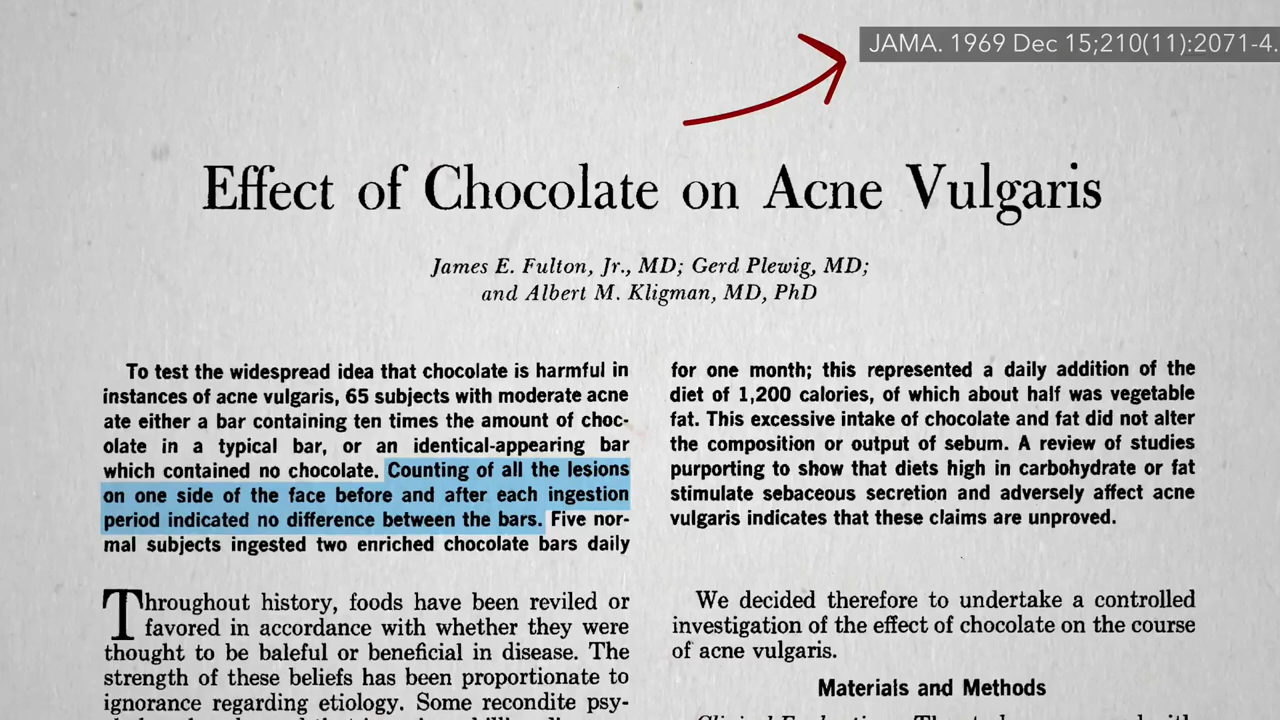 JAMA. 1969 Dec 15;210(11):2071-4.
Effect of Chocolate on Acne Vulgaris
James E. Fulton, Jr., MD; Gerd Plewig, MD;
and Albert M. Kligman, MD, PhD
To test the widespread idea that chocolate is harmful in
instances of acne vulgaris, 65 subjects with moderate acne
ate either a bar containing ten times the amount of choc-
olate in a typical bar, or an identical-appearing bar
which contained no chocolate. Counting of all the lesions
on one side of the face before and after each ingestion
period indicated no difference between the bars. Five nor-
mal subjects ingested two enriched chocolate bars daily
for one month; this represented a daily addition of the
diet of 1,200 calories, of which about half was vegetable
fat. This excessive intake of chocolate and fat did not alter
the composition or output of sebum. A review of studies
purporting to show that diets high in carbohydrate or fat
stimulate sebaceous secretion and adversely affect acne
vulgaris indicates that these claims are unproved.
Throughout history, foods have been reviled or
favored in accordance with whether they were
thought to be baleful or beneficial in disease. The
strength of these beliefs has been proportionate to
ignorance regarding etiology. Some recondite psy-
We decided therefore to undertake a controlled
investigation of the effect of chocolate on the course
of acne vulgaris.
Materials and Methods